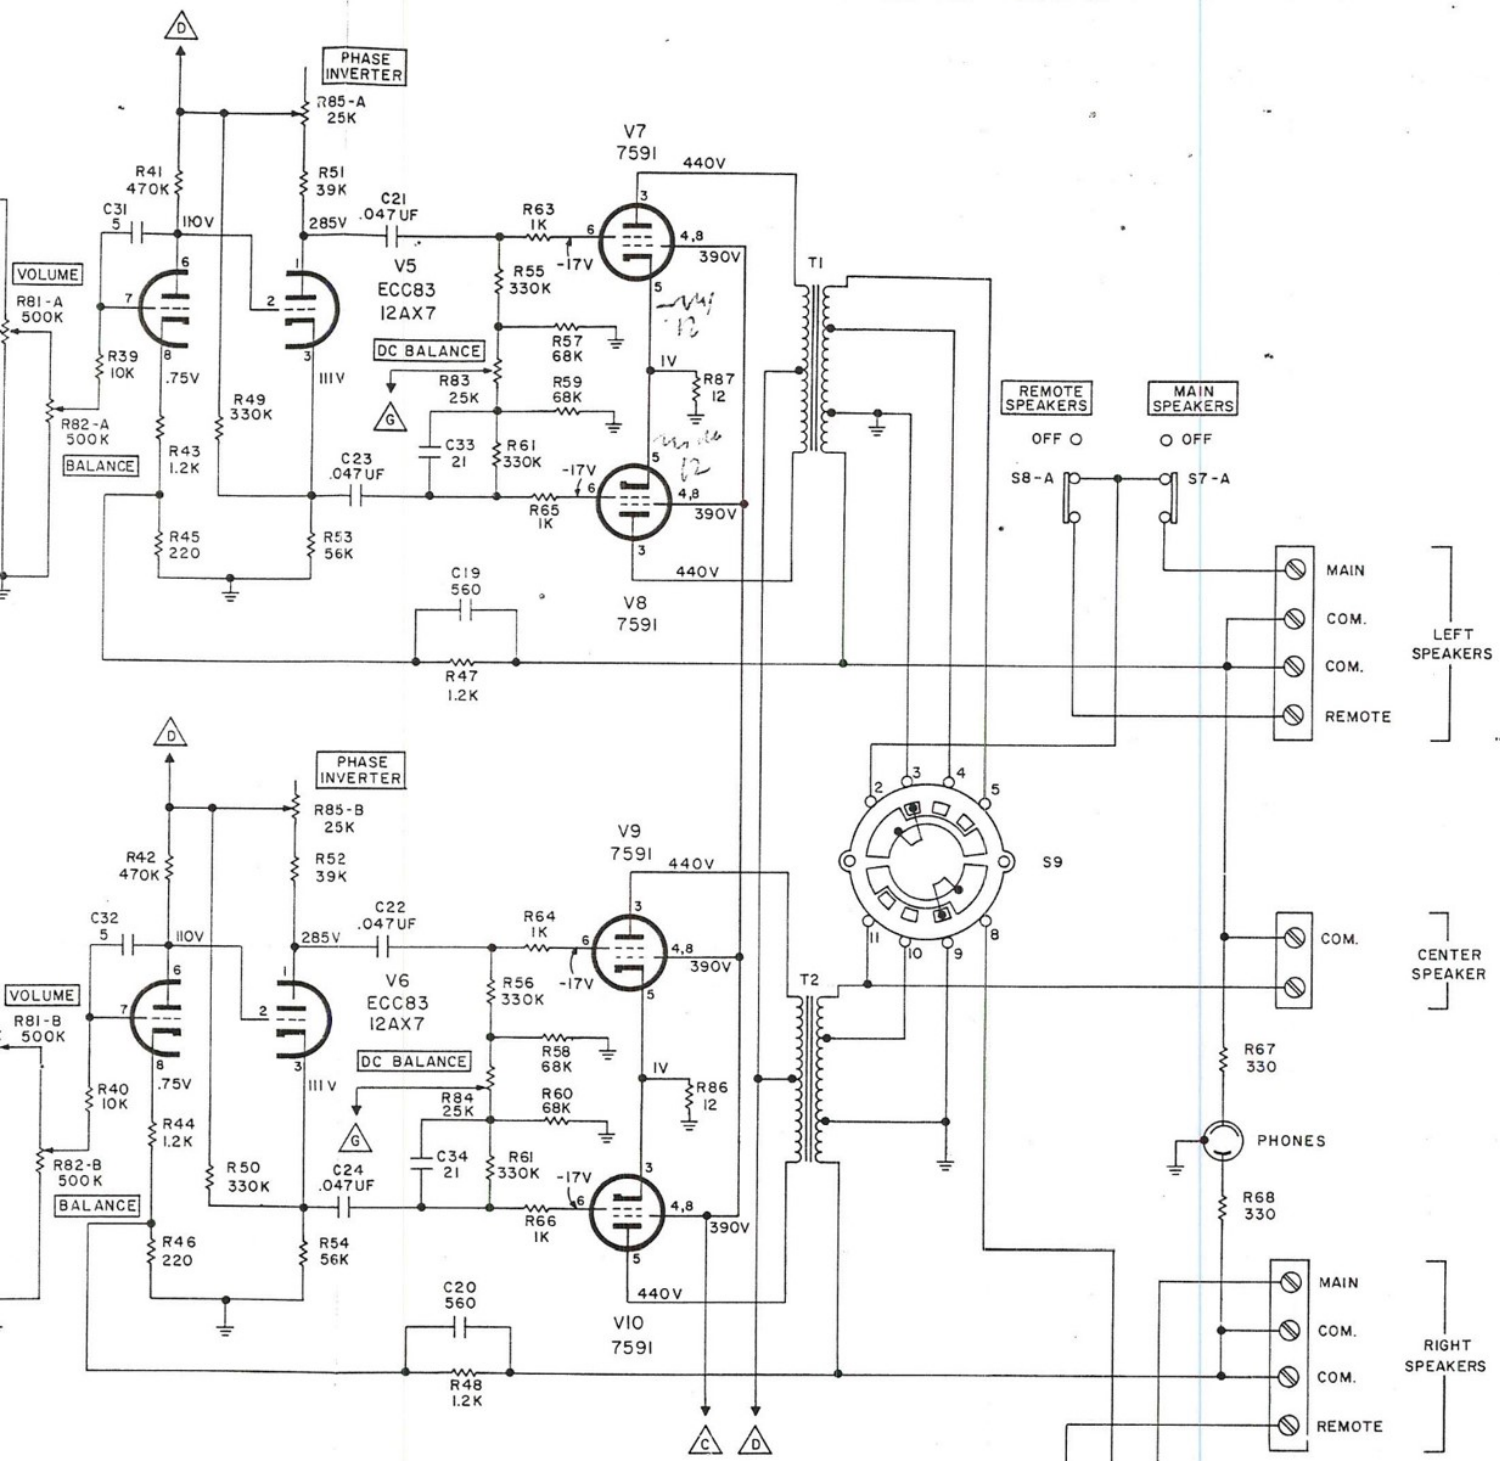 D
PHASE
INVERTER
R85-A
25K
R41
470K
R51
39K
C31
5
110V
285V
C21
.047UF
V5
ECC83
12AX7
VOLUME
R81-A
500K
6
7
8
1
2
3
R39
10K
.75V
111V
R49
330K
R82-A
500K
BALANCE
R43
1.2K
R45
220
R53
56K
C23
.047UF
DC BALANCE
R83
25K
G
C33
21
R55
330K
R57
68K
R59
68K
R61
330K
R63
1K
-17V
R65
1K
-17V
V7
7591
440V
3
6
4,8
390V
5
1V
R87
12
12
12
5
6
4,8
390V
3
440V
V8
7591
T1
C19
560
R47
1.2K
REMOTE
SPEAKERS
MAIN
SPEAKERS
OFF
OFF
S8-A
S7-A
MAIN
COM.
COM.
REMOTE
LEFT
SPEAKERS
D
PHASE
INVERTER
R85-B
25K
R42
470K
R52
39K
C32
5
110V
285V
C22
.047UF
V6
ECC83
12AX7
VOLUME
R81-B
500K
6
7
8
1
2
3
R40
10K
.75V
111V
R44
1.2K
R82-B
500K
BALANCE
R50
330K
R46
220
R54
56K
C24
.047UF
DC BALANCE
R84
25K
G
C34
21
R56
330K
R58
68K
R60
68K
R61
330K
R64
1K
-17V
R66
1K
-17V
V9
7591
440V
3
6
4,8
390V
5
1V
R86
12
3
6
4,8
390V
5
440V
V10
7591
T2
C20
560
R48
1.2K
C
D
2
3
4
5
S9
11
10
9
8
COM.
CENTER
SPEAKER
R67
330
PHONES
R68
330
MAIN
COM.
COM.
REMOTE
RIGHT
SPEAKERS